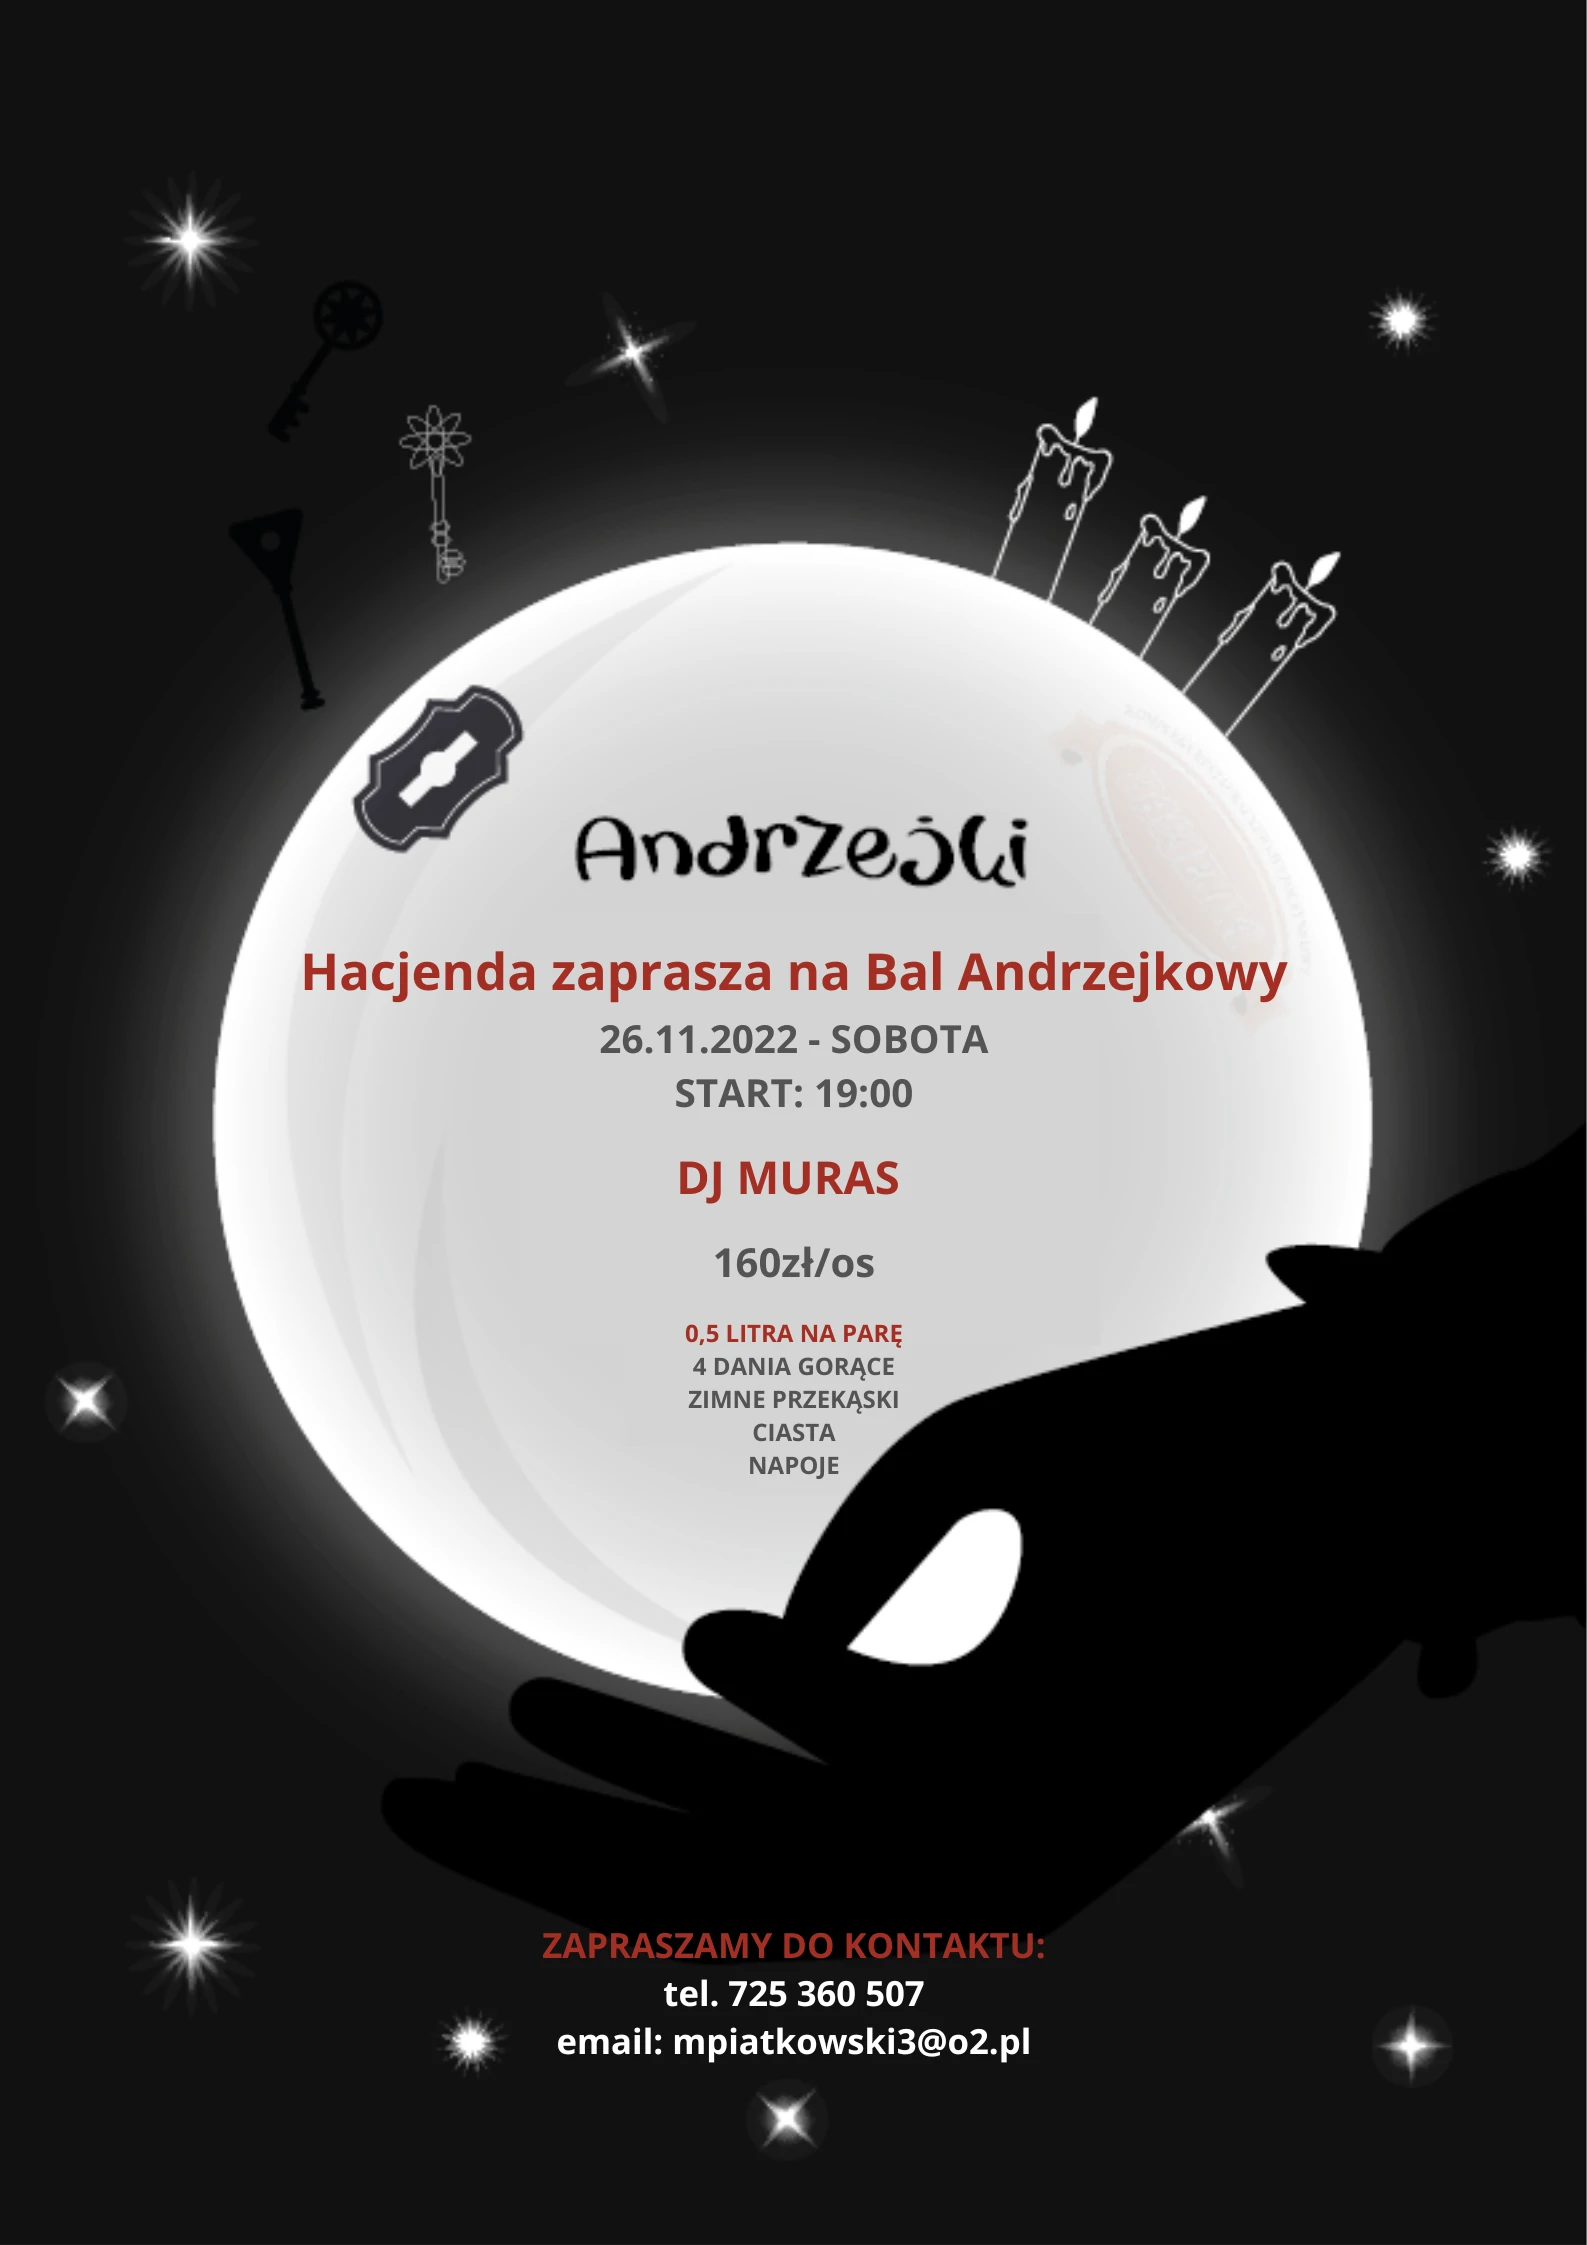 Andrzejki
Hacjenda zaprasza na Bal Andrzejkowy
26.11.2022 - SOBOTA
START: 19:00
DJ MURAS
160zł/os
0,5 LITRA NA PARĘ
4 DANIA GORĄCE
ZIMNE PRZEKĄSKI
CIASTA
NAPOJE
ZAPRASZAMY DO KONTAKTU:
tel. 725 360 507
email: mpiatkowski3@o2.pl